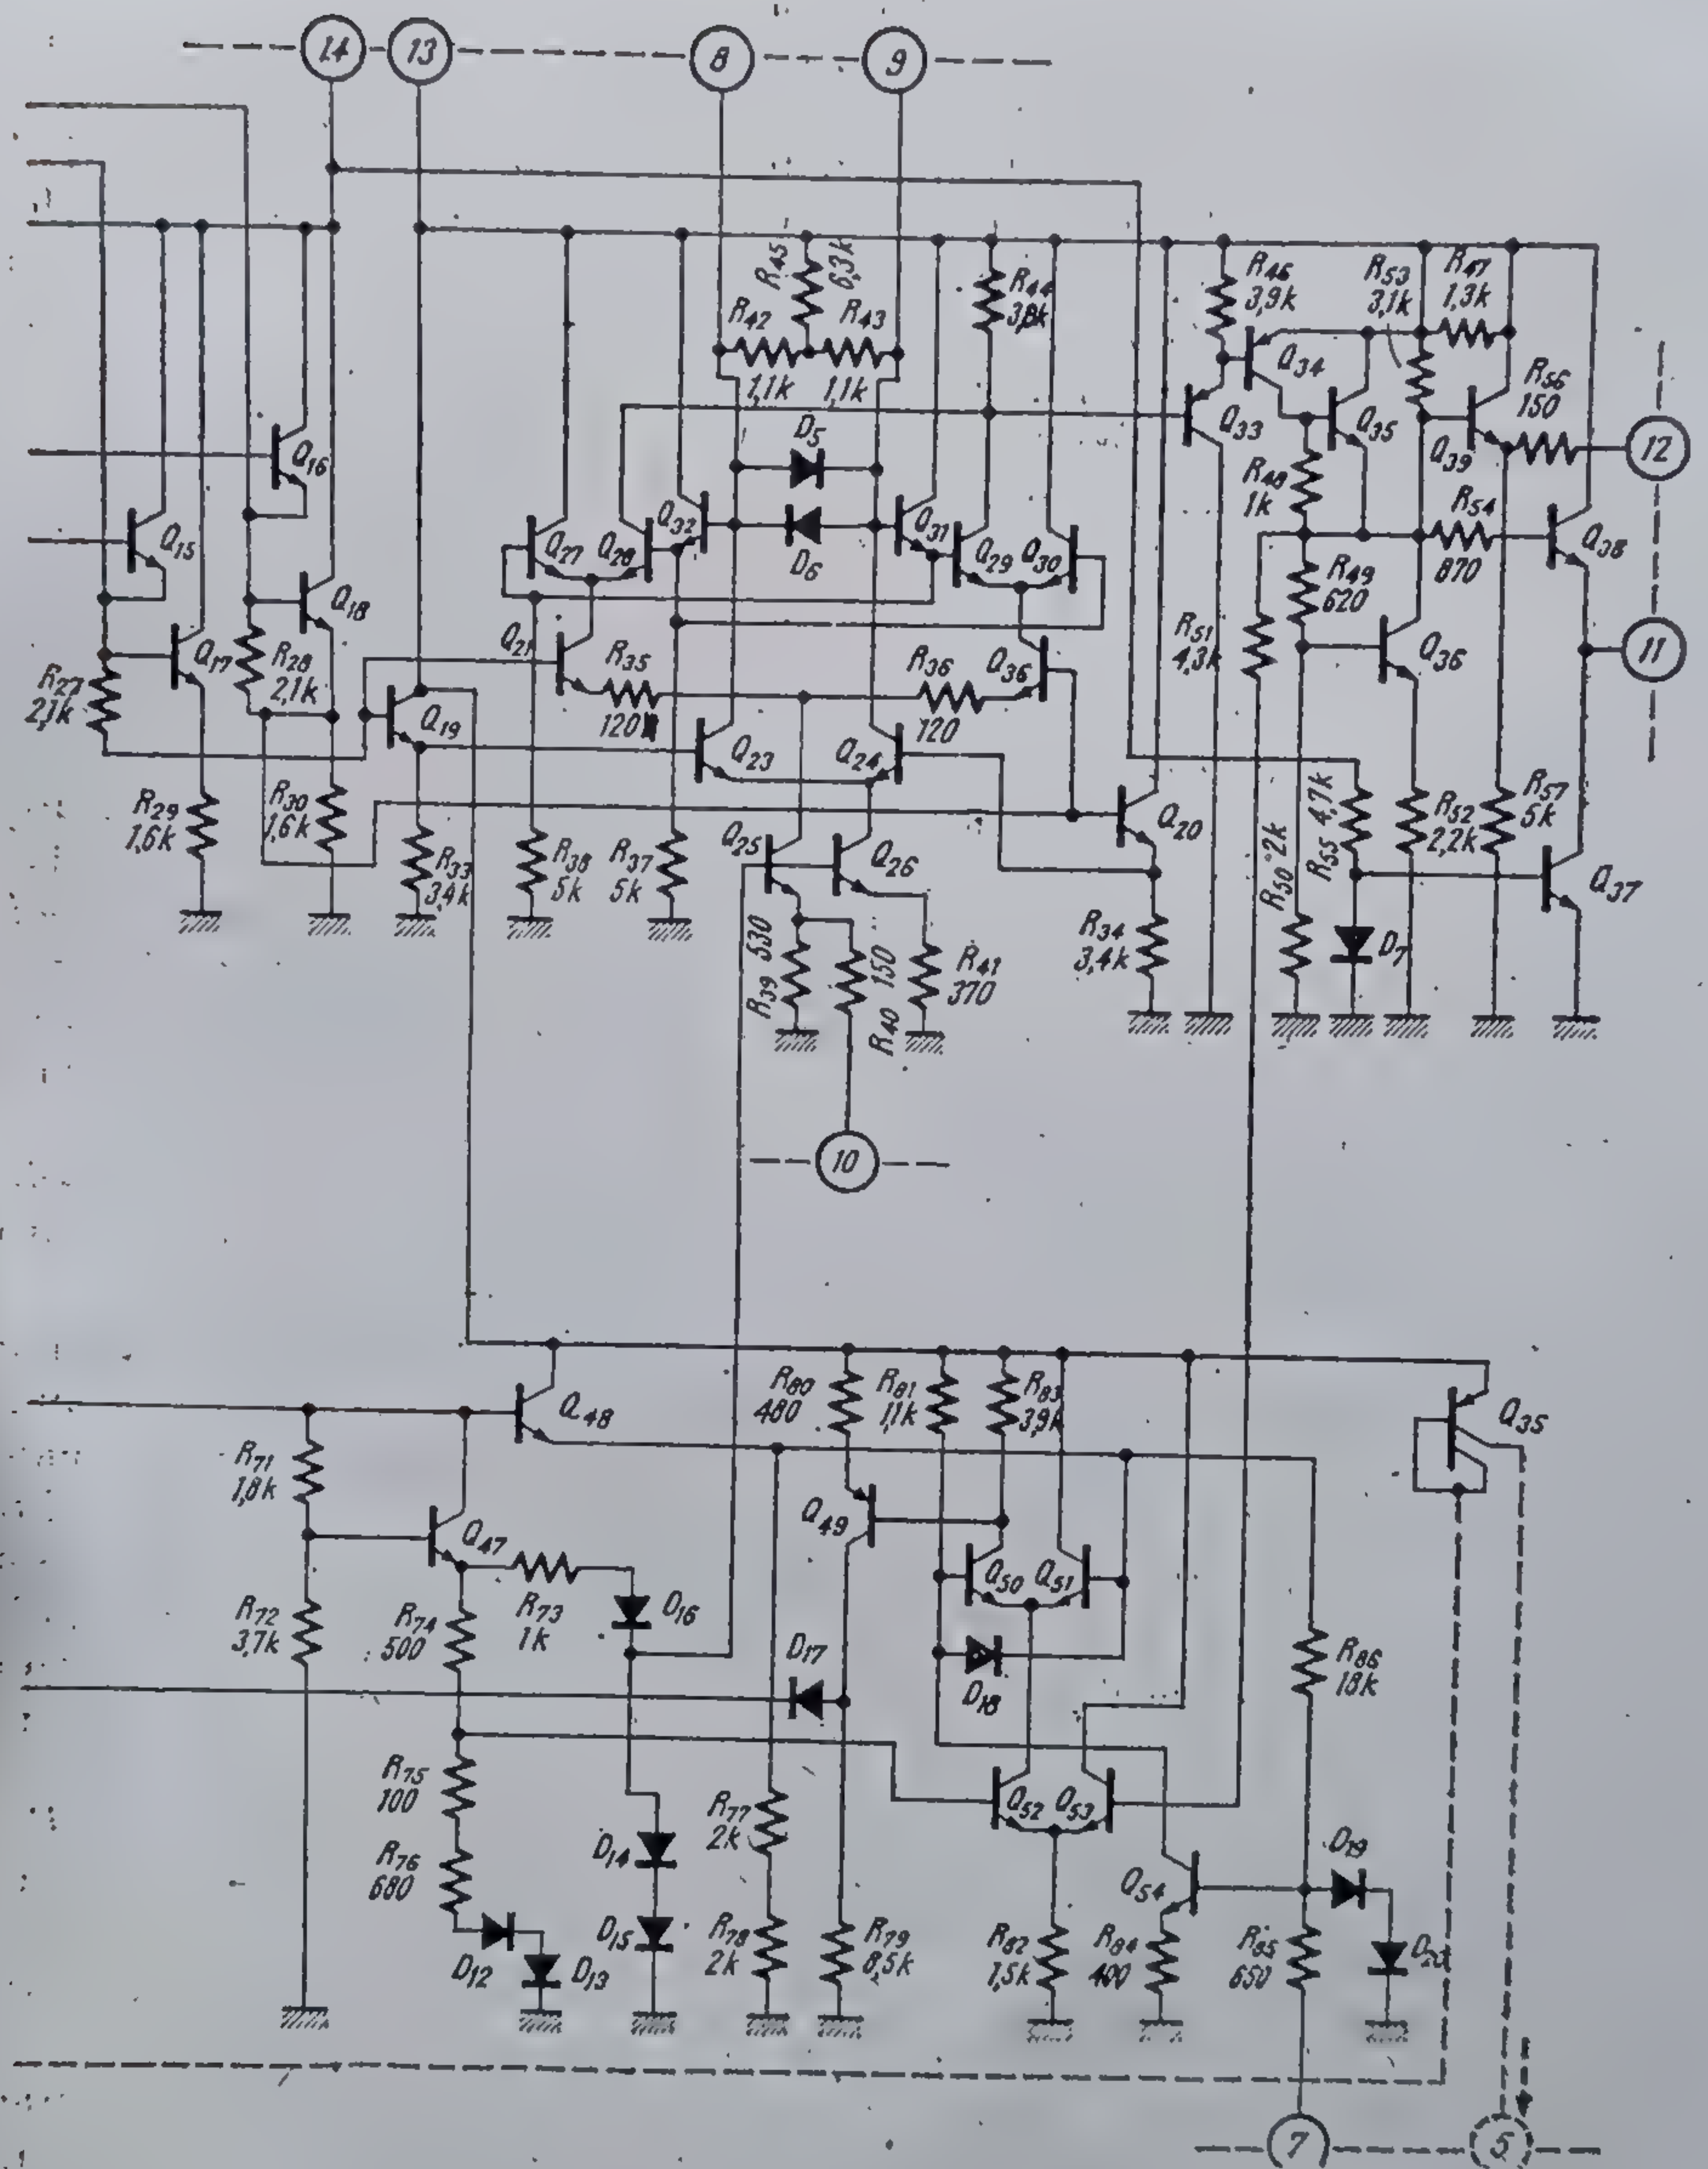 14 13 8 9
R45 6,3k
R42 1,1k
R43 1,1k
R44 3,8k
R46 3,9k
R53 3,1k
R47 1,3k
Q34
R56 150
12
D5
Q33
Q35
Q39
Q16
R48 1k
Q15
Q27
Q28
Q32
D6
Q31
Q29
Q30
R54 870
Q38
Q18
R49 620
11
Q17
R28 2,1k
Q21
R35 120
R36 120
Q36
R51 4,3k
Q36
R27 2,1k
Q19
Q23
Q24
R29 1,6k
R30 1,6k
R33 3,4k
R38 5k
R37 5k
Q25
Q26
Q20
R50 2k
R55 4,7k
R52 2,2k
R57 5k
Q37
R39 530
R40 150
R41 370
R34 3,4k
D7
10
R80 480
R81 1,1k
R83 3,9k
Q35
Q48
R71 1,8k
Q49
Q47
Q50
Q51
R72 3,7k
R74 500
R73 1k
D16
D17
D18
R86 18k
R75 100
R77 2k
Q52
Q53
R76 680
D14
D19
Q54
D12
D13
D15
R78 2k
R79 8,5k
R82 1,5k
R84 400
R85 650
D20
7 5